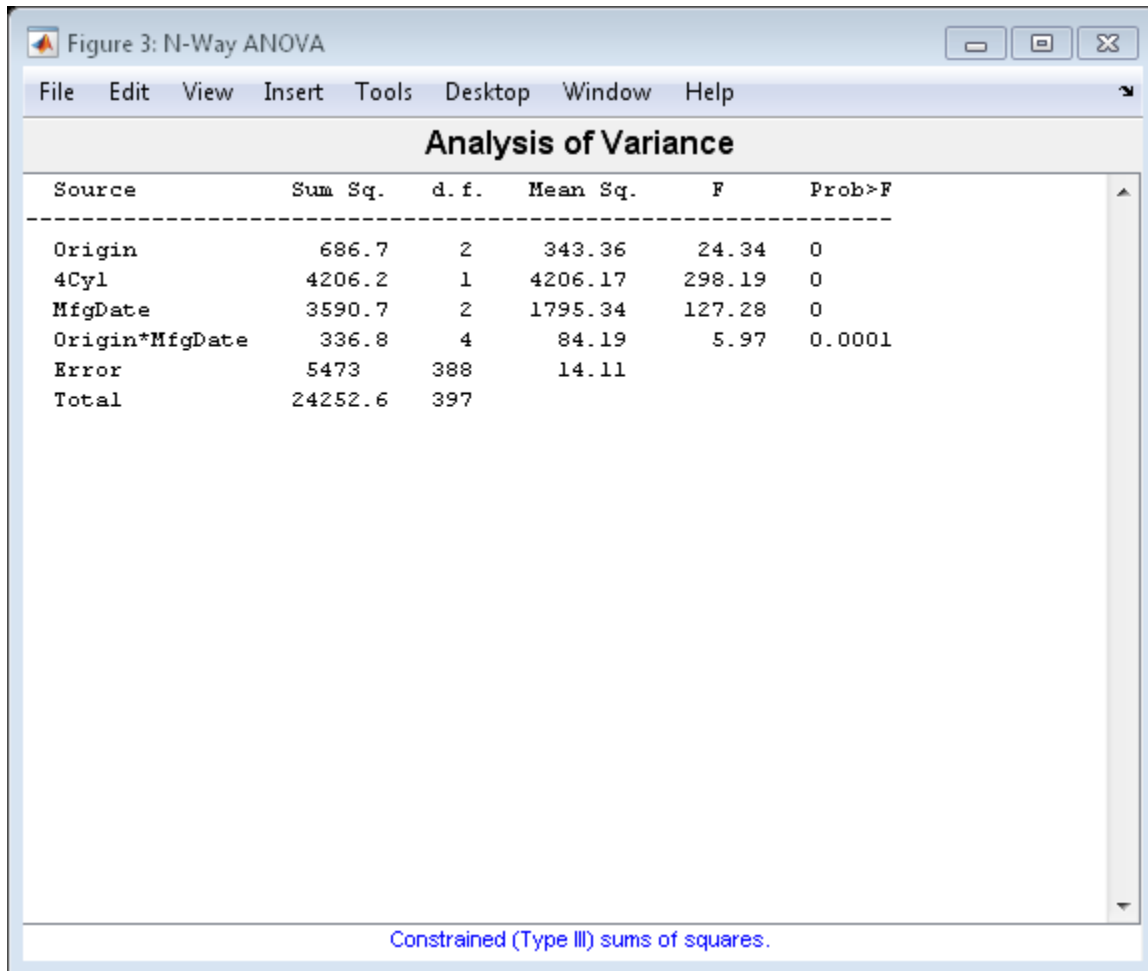 Figure 3: N-Way ANOVA
File Edit View Insert Tools Desktop Window Help
Analysis of Variance
Source Sum Sq. d.f. Mean Sq. F Prob>F
Origin 686.7 2 343.36 24.34 0
4Cyl 4206.2 1 4206.17 298.19 0
MfgDate 3590.7 2 1795.34 127.28 0
Origin*MfgDate 336.8 4 84.19 5.97 0.0001
Error 5473 388 14.11
Total 24252.6 397
Constrained (Type III) sums of squares.